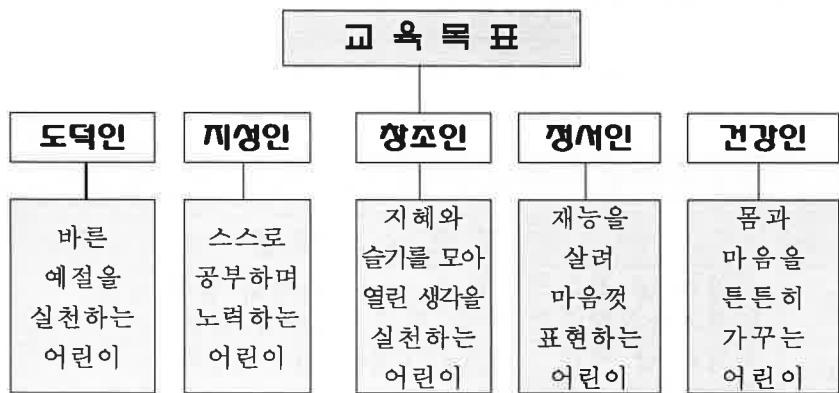 교육목표
도덕인
지성인
창조인
정서인
건강인
바른
예절을
실천하는
어린이
스스로
공부하며
노력하는
어린이
지혜와
슬기를 모아
열린 생각을
실천하는
어린이
재능을
살려
마음껏
표현하는
어린이
몸과
마음을
튼튼히
가꾸는
어린이